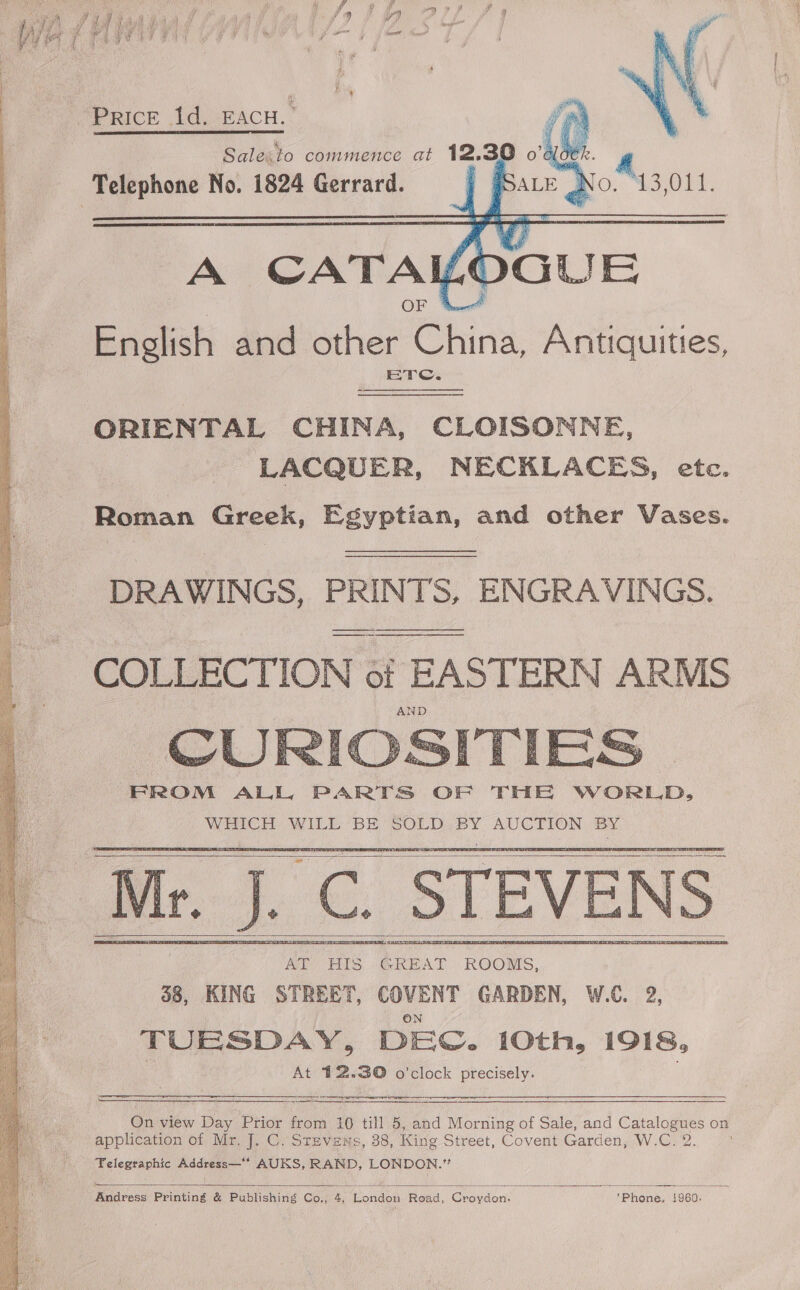 PRICE 1d. EACH.
Sale to commence at 12.30 o'clock.
Telephone No. 1824 Gerrard. SALE No. 13,011.
A CATALOGUE
OF
English and other China, Antiquities,
ETC.
ORIENTAL CHINA, CLOISONNE,
LACQUER, NECKLACES, etc.
Roman Greek, Egyptian, and other Vases.
DRAWINGS, PRINTS, ENGRAVINGS.
COLLECTION of EASTERN ARMS
AND
CURIOSITIES
FROM ALL PARTS OF THE WORLD,
WHICH WILL BE SOLD BY AUCTION BY
Mr. J. C. STEVENS
AT HIS GREAT ROOMS,
38, KING STREET, COVENT GARDEN, W.C. 2,
ON
TUESDAY, DEC. 10th, 1918,
At 12.30 o'clock precisely.
On view Day Prior from 10 till 5, and Morning of Sale, and Catalogues on
application of Mr. J. C. STEVENS, 38, King Street, Covent Garden, W.C. 2.
Telegraphic Address—“ AUKS, RAND, LONDON.”
Andress Printing & Publishing Co., 4, London Road, Croydon. 'Phone, 1960.